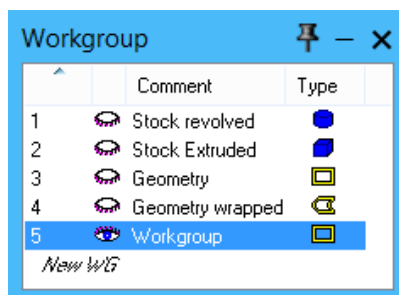 Workgroup
Comment Type
1 Stock revolved
2 Stock Extruded
3 Geometry
4 Geometry wrapped
5 Workgroup
New WG